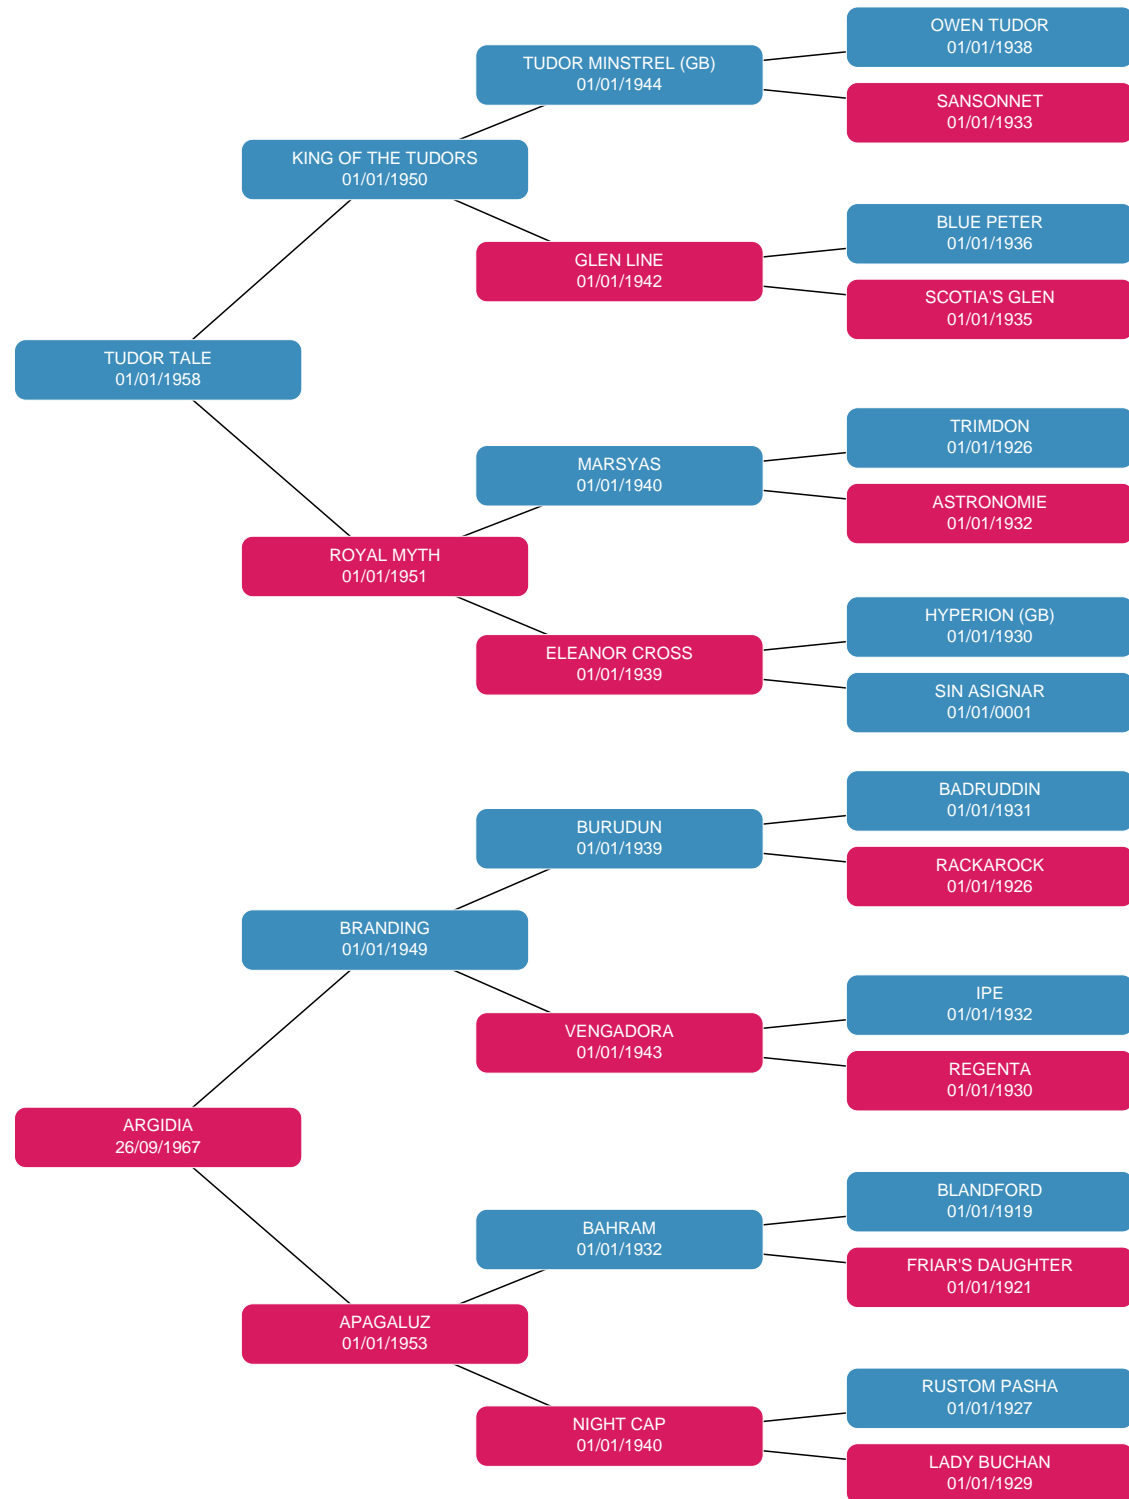 OWEN TUDOR
01/01/1938
TUDOR MINSTREL (GB)
01/01/1944
SANSONNET
01/01/1933
KING OF THE TUDORS
01/01/1950
BLUE PETER
01/01/1936
GLEN LINE
01/01/1942
SCOTIA'S GLEN
01/01/1935
TUDOR TALE
01/01/1958
TRIMDON
01/01/1926
MARSYAS
01/01/1940
ASTRONOMIE
01/01/1932
ROYAL MYTH
01/01/1951
HYPERION (GB)
01/01/1930
ELEANOR CROSS
01/01/1939
SIN ASIGNAR
01/01/0001
BADRUDDIN
01/01/1931
BURUDUN
01/01/1939
RACKAROCK
01/01/1926
BRANDING
01/01/1949
IPE
01/01/1932
VENGADORA
01/01/1943
REGENTA
01/01/1930
ARGIDIA
26/09/1967
BLANDFORD
01/01/1919
BAHRAM
01/01/1932
FRIAR'S DAUGHTER
01/01/1921
APAGALUZ
01/01/1953
RUSTOM PASHA
01/01/1927
NIGHT CAP
01/01/1940
LADY BUCHAN
01/01/1929